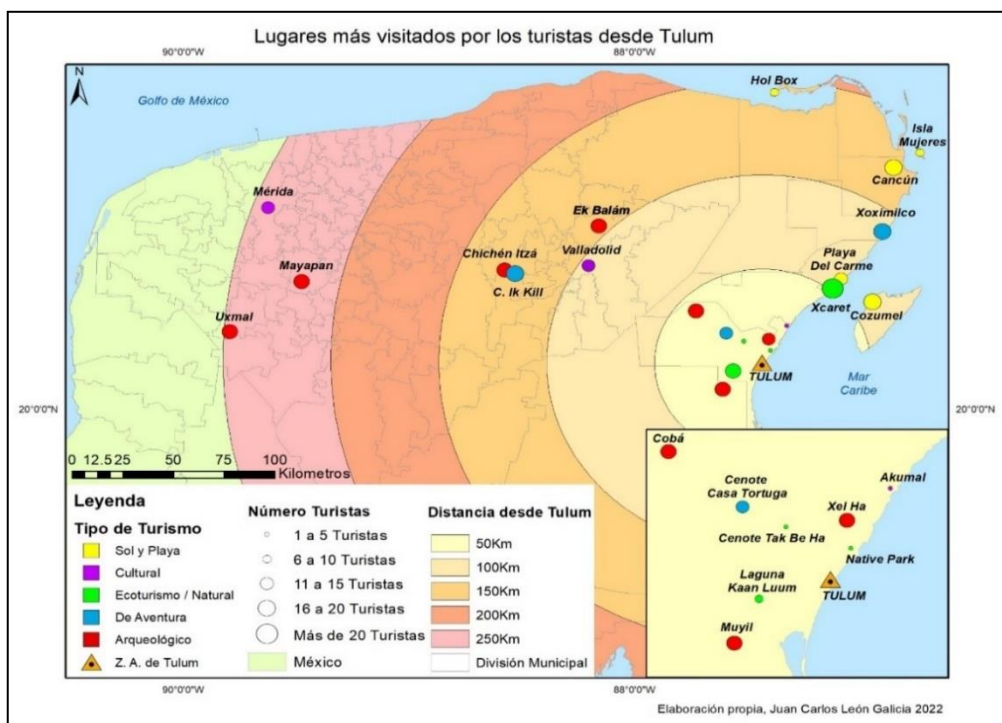 Lugares más visitados por los turistas desde Tulum
90°0'0"W
88°0'0"W
N
Golfo de México
Hol Box
Isla
Mujeres
Cancún
Mérida
Xoximilco
Ek Balám
Chichén Itzá
Valladolid
Playa
Del Carme
Mayapan
C. Ik Kill
Xcaret
Cozumel
Uxmal
TULUM
Mar
Caribe
20°0'0"N
20°0'0"N
0 12.5 25 50 75 100
Kilometros
Leyenda
Tipo de Turismo
Sol y Playa
Cultural
Ecoturismo / Natural
De Aventura
Arqueológico
Z. A. de Tulum
Número Turistas
1 a 5 Turistas
6 a 10 Turistas
11 a 15 Turistas
16 a 20 Turistas
Más de 20 Turistas
México
Distancia desde Tulum
50Km
100Km
150Km
200Km
250Km
División Municipal
Cobá
Cenote
Casa Tortuga
Akumal
Xel Ha
Cenote Tak Be Ha
Native Park
Laguna
Kaan Luum
TULUM
Muyil
90°0'0"W
88°0'0"W
Elaboración propia, Juan Carlos León Galicia 2022